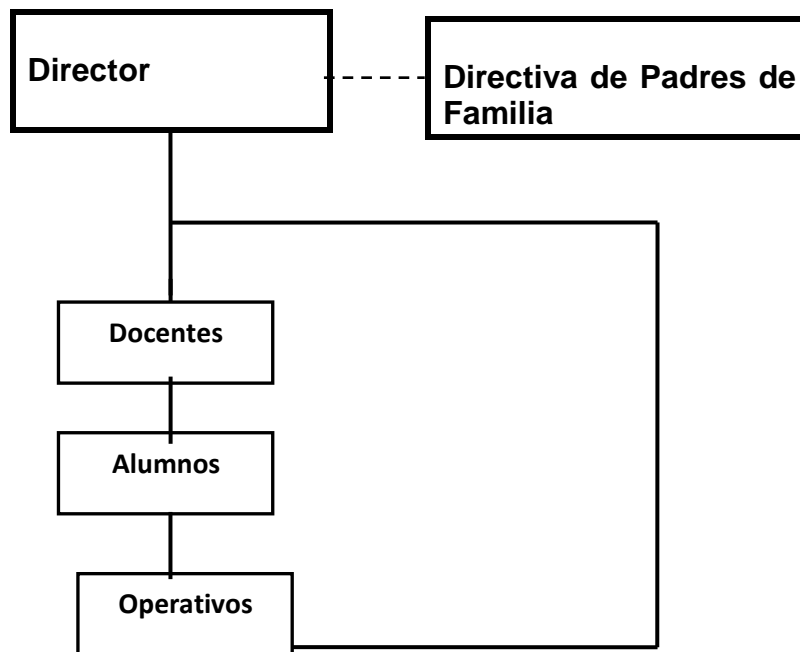 Director
Directiva de Padres de
Familia
Docentes
Alumnos
Operativos